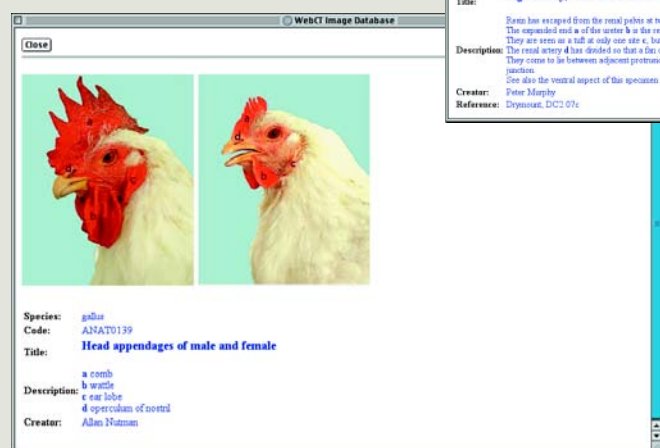 WebCT Image Database
Close
d
c
b
a
d
c
b
Species: gallus
Code: ANAT0139
Title: Head appendages of male and female
Description:
a comb
b wattle
c ear lobe
d operculum of nostril
Creator: Allan Nutman
Title:
Resin has escaped from the renal pelvis at
The expanded end a of the ureter b is the
They are seen as a tuft at only one site c, but
Description: The renal artery d has divided so that a fan
They come to lie between adjacent
junction.
See also the ventral aspect of this specimen
Creator: Peter Murphy
Reference: Drymount, DC2 07c